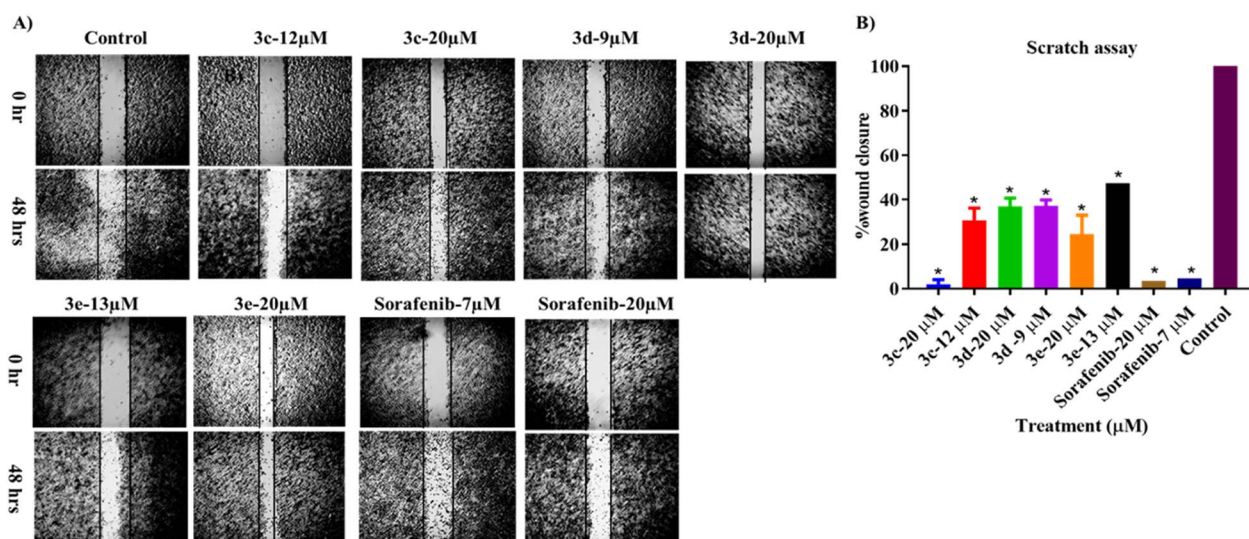 A)
Control 3c-12µM 3c-20µM 3d-9µM 3d-20µM
0 hr
B)
48 hrs
3e-13µM 3e-20µM Sorafenib-7µM Sorafenib-20µM
0 hr
48 hrs
B)
Scratch assay
%wound closure
100
80
60
40
20
0
* * * * * * * *
3c-20 µM
3c-12 µM
3d-20 µM
3d -9 µM
3e-20 µM
3e-13 µM
Sorafenib-20 µM
Sorafenib-7 µM
Control
Treatment (µM)